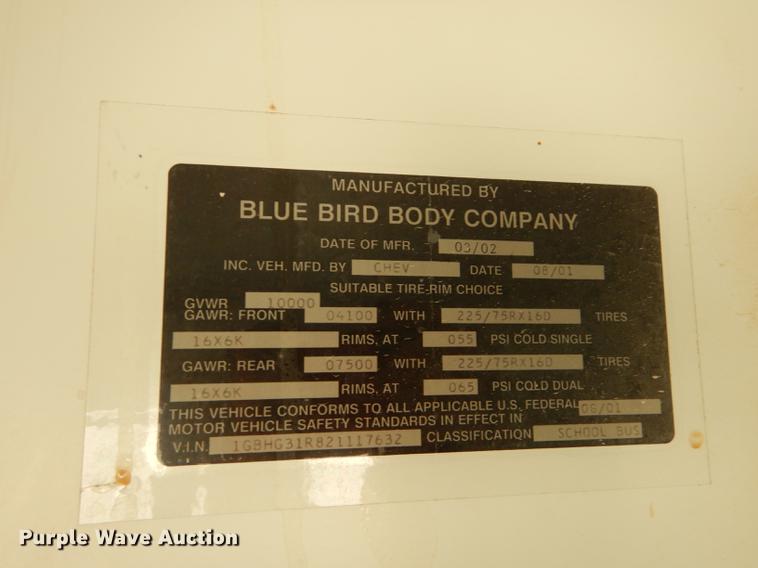 MANUFACTURED BY
BLUE BIRD BODY COMPANY
DATE OF MFR. 03/02
INC. VEH. MFD. BY CHEV DATE 08/01
SUITABLE TIRE-RIM CHOICE
GVWR 10000
GAWR: FRONT 04100 WITH 225/75RX16D TIRES
16X6K RIMS, AT 055 PSI COLD SINGLE
GAWR: REAR 07500 WITH 225/75RX16D TIRES
16X6K RIMS, AT 065 PSI COLD DUAL
THIS VEHICLE CONFORMS TO ALL APPLICABLE U.S. FEDERAL 08/01
MOTOR VEHICLE SAFETY STANDARDS IN EFFECT IN
V.I.N. 1GBHG31R821117632 CLASSIFICATION SCHOOL BUS
Purple Wave Auction